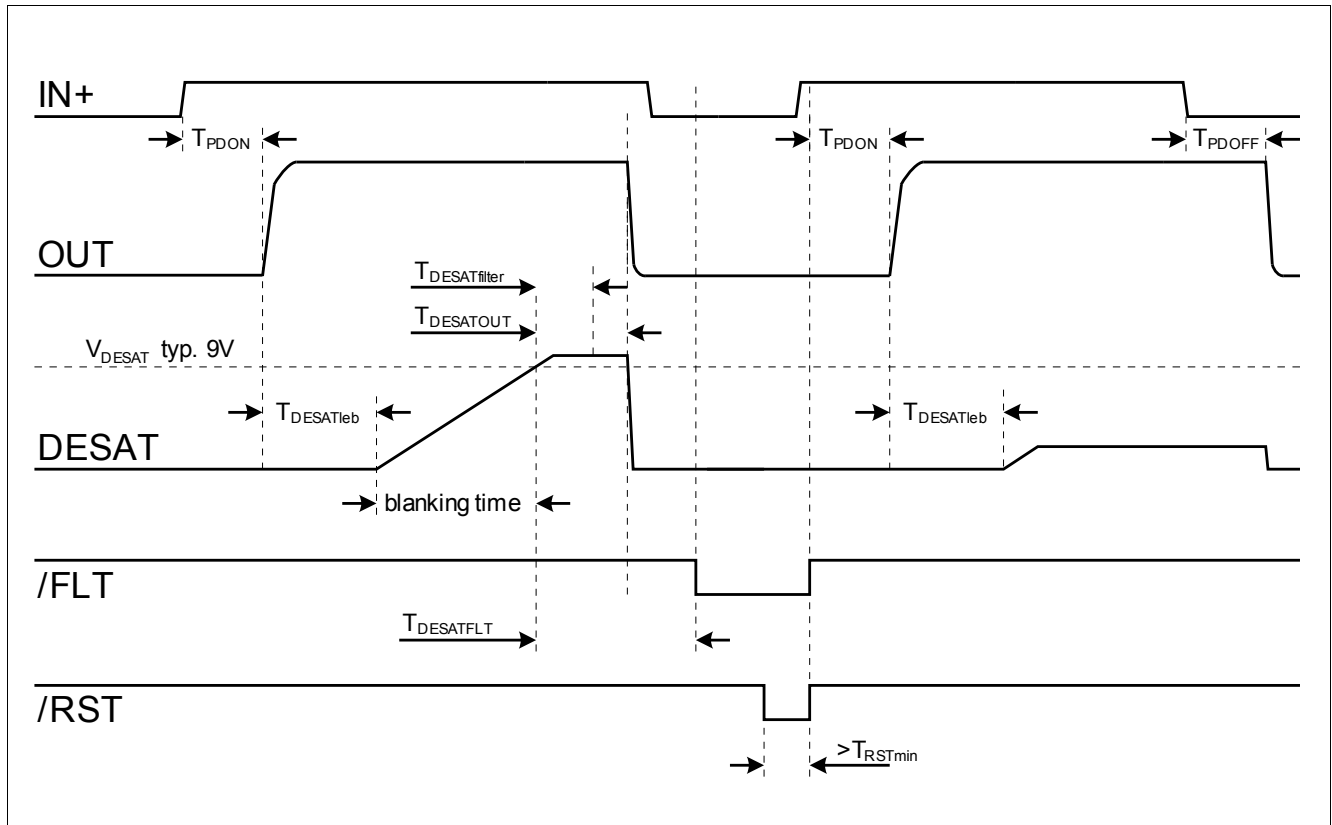 IN+
TPDON
TPDON
TPDOFF
OUT
TDESATfilter
TDESATOUT
VDESAT typ. 9V
TDESATleb
TDESATleb
DESAT
blanking time
/FLT
TDESATFLT
/RST
>TRSTmin